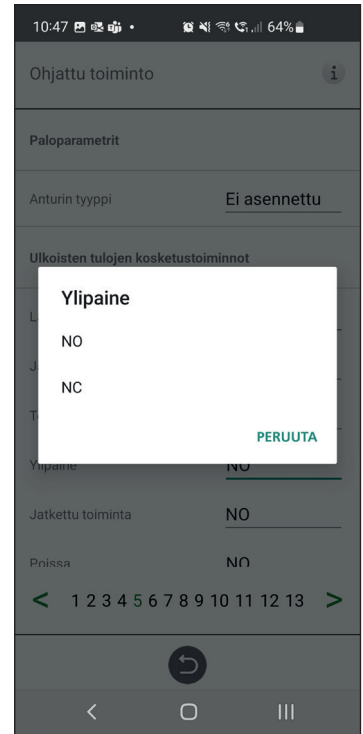 10:47 64%
Ohjattu toiminto i
Paloparametrit
Anturin tyyppi Ei asennettu
Ulkoisten tulojen kosketustoiminnot
Ylipaine
NO
NC
PERUUTA
Ylipaine NO
Jatkettu toiminta NO
Poissa NO
< 1 2 3 4 5 6 7 8 9 10 11 12 13 >